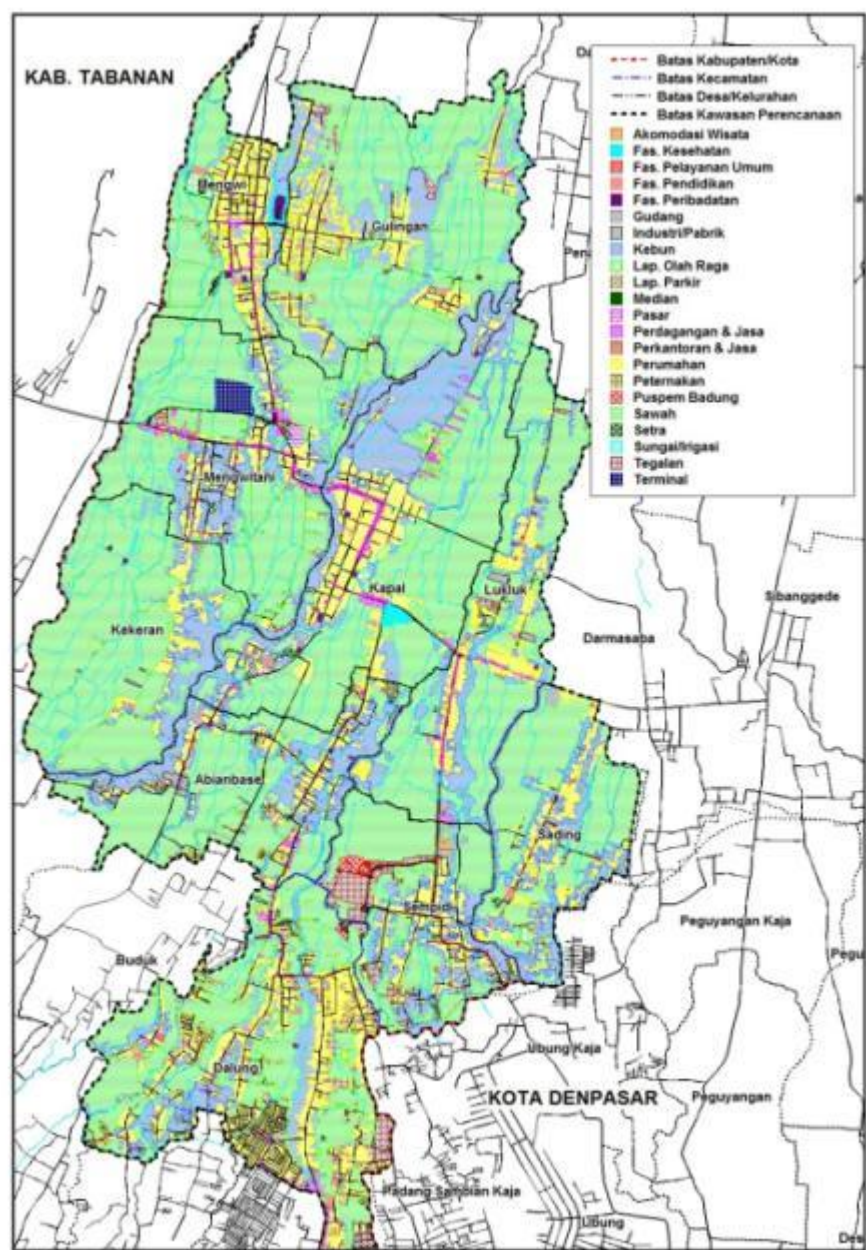 KAB. TABANAN
Batas Kabupaten/Kota
Batas Kecamatan
Batas Desa/Kelurahan
Batas Kawasan Perencanaan
Akomodasi Wisata
Fas. Kesehatan
Fas. Pelayanan Umum
Fas. Pendidikan
Fas. Peribadatan
Gudang
Industri/Pabrik
Kebun
Lap. Olah Raga
Lap. Parkir
Median
Pasar
Perdagangan & Jasa
Perkantoran & Jasa
Perumahan
Peternakan
Puspem Badung
Sawah
Setra
Sungai/Irigasi
Tegalan
Terminal
Mengwi
Gulingan
Mengwitani
Kapal
Lukluk
Sibanggede
Kekeran
Darmasaba
Abianbase
Sading
Sempidi
Peguyangan Kaja
Buduk
Ubung Kaja
Dalung
KOTA DENPASAR
Peguyangan
Padang Sambian Kaja
Ubung